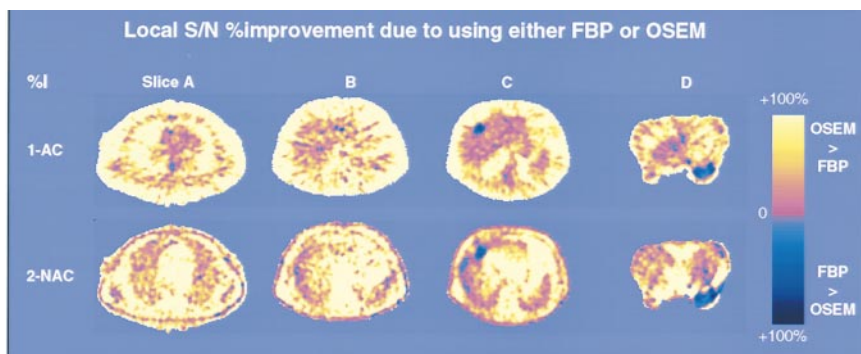 Local S/N %improvement due to using either FBP or OSEM
%I Slice A B C D
+100%
OSEM
>
FBP
1-AC
0
2-NAC
FBP
>
OSEM
+100%